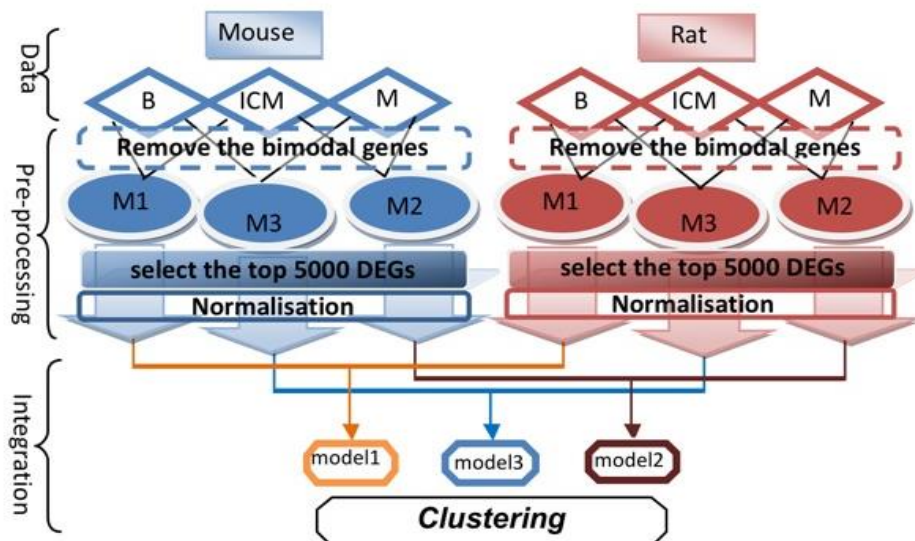 Mouse
Rat
Data
B
ICM
M
B
ICM
M
Pre-processing
Remove the bimodal genes
Remove the bimodal genes
M1
M3
M2
M1
M3
M2
select the top 5000 DEGs
select the top 5000 DEGs
Normalisation
Normalisation
Integration
model1
model3
model2
Clustering